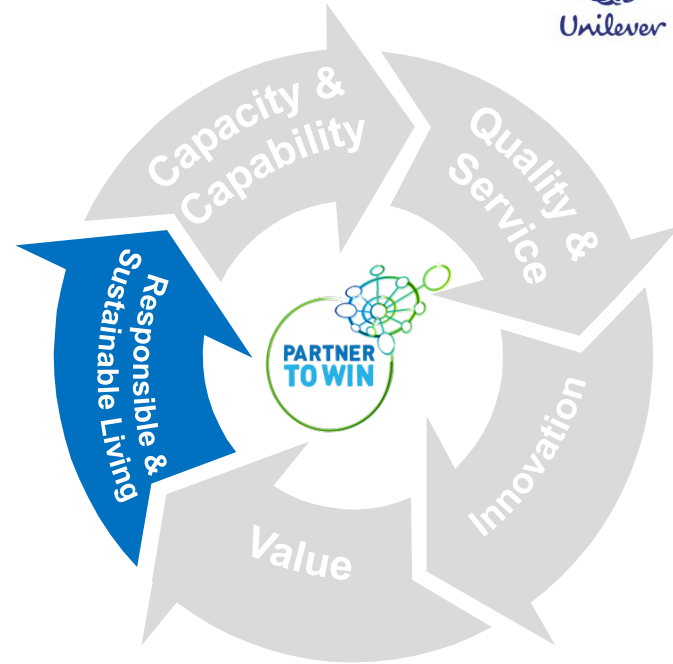 Unilever
Capacity &
Capability
Quality &
Service
Innovation
Value
Responsible &
Sustainable Living
PARTNER
TO WIN